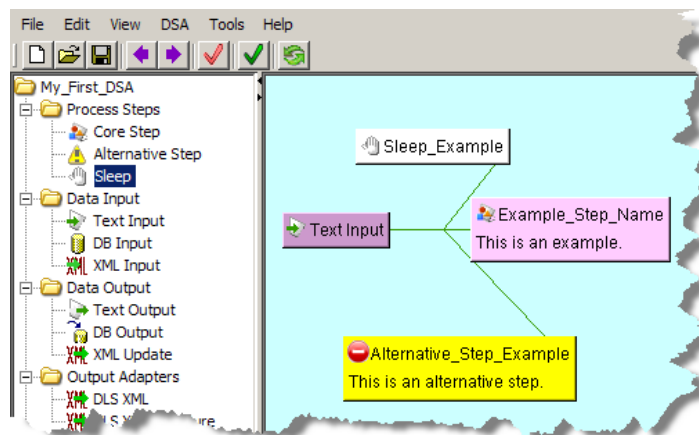 File Edit View DSA Tools Help
My_First_DSA
Process Steps
Core Step
Alternative Step
Sleep
Data Input
Text Input
DB Input
XML Input
Data Output
Text Output
DB Output
XML Update
Output Adapters
DLS XML
Sleep_Example
Text Input
Example_Step_Name
This is an example.
Alternative_Step_Example
This is an alternative step.